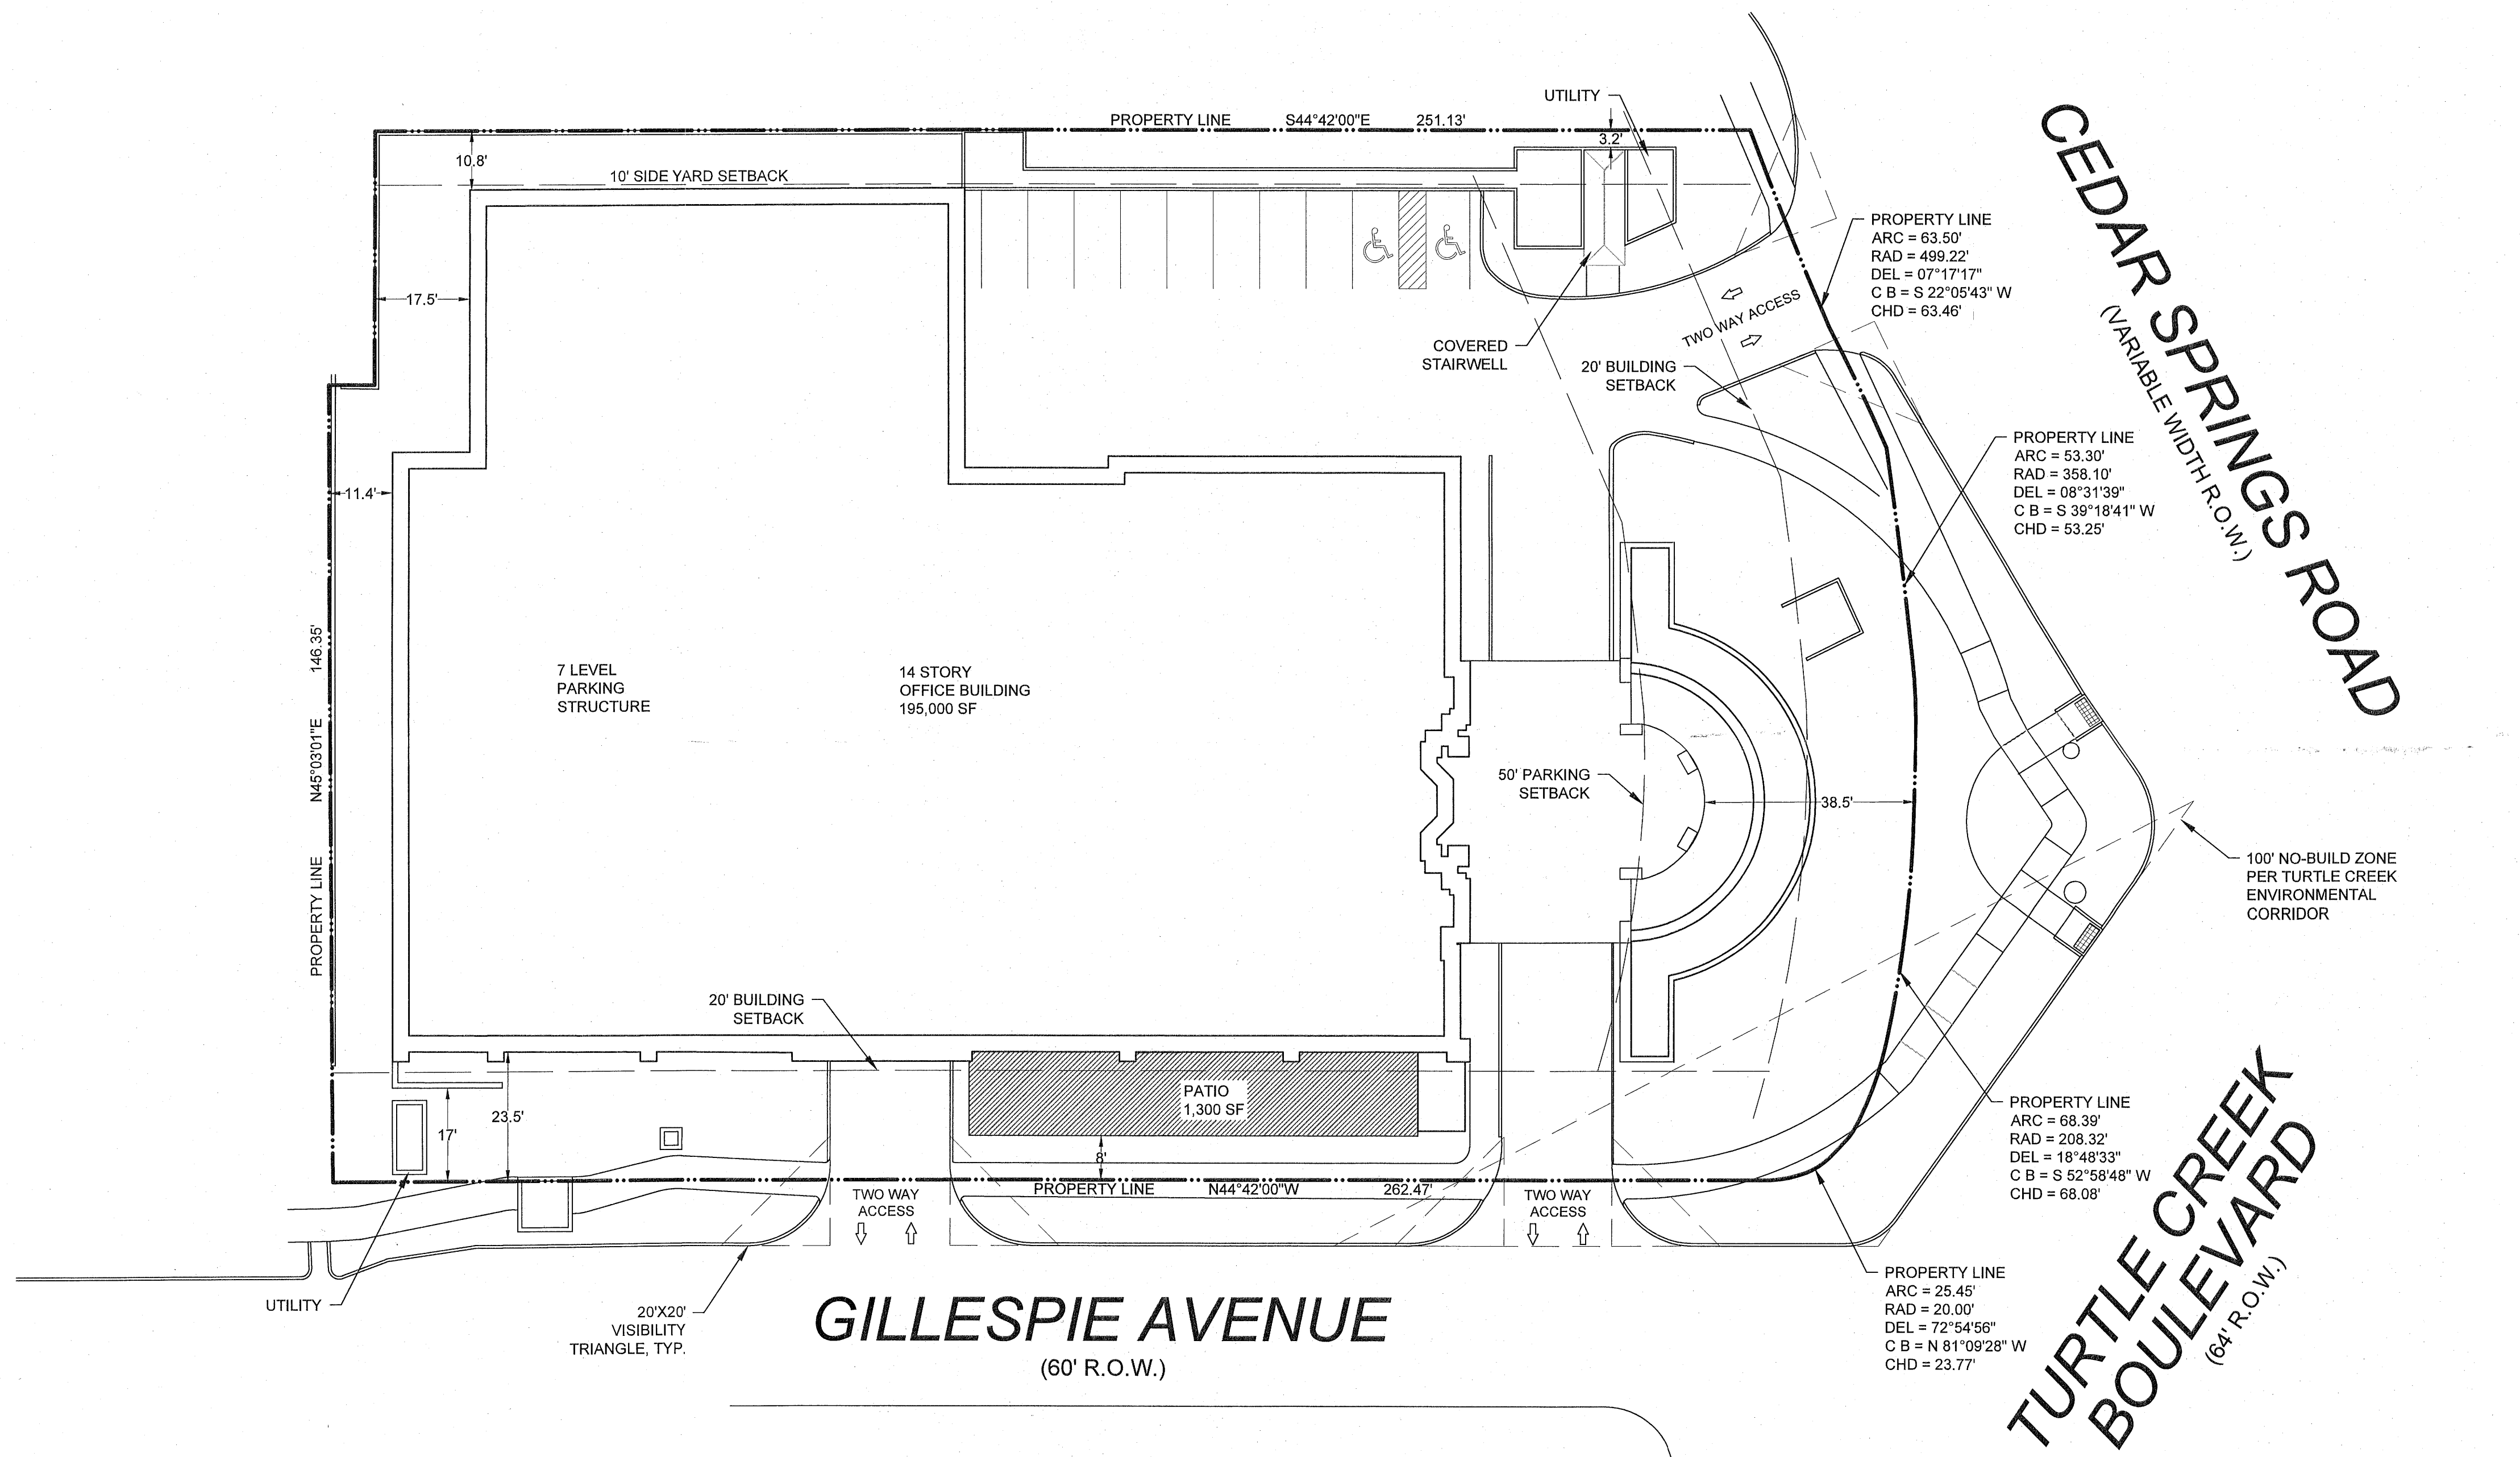 UTILITY
PROPERTY LINE S44°42'00"E 251.13'
3.2'
10.8'
10' SIDE YARD SETBACK
17.5'
PROPERTY LINE
ARC = 63.50'
RAD = 499.22'
DEL = 07°17'17"
C B = S 22°05'43" W
CHD = 63.46'
CEDAR SPRINGS ROAD
(VARIABLE WIDTH R.O.W.)
TWO WAY ACCESS
COVERED
STAIRWELL
20' BUILDING
SETBACK
PROPERTY LINE
ARC = 53.30'
RAD = 358.10'
DEL = 08°31'39"
C B = S 39°18'41" W
CHD = 53.25'
11.4'
PROPERTY LINE N45°03'01"E 146.35'
7 LEVEL
PARKING
STRUCTURE
14 STORY
OFFICE BUILDING
195,000 SF
50' PARKING
SETBACK
38.5'
100' NO-BUILD ZONE
PER TURTLE CREEK
ENVIRONMENTAL
CORRIDOR
20' BUILDING
SETBACK
PATIO
1,300 SF
23.5'
17'
8'
PROPERTY LINE N44°42'00"W 262.47'
TWO WAY
ACCESS
TWO WAY
ACCESS
PROPERTY LINE
ARC = 68.39'
RAD = 208.32'
DEL = 18°48'33"
C B = S 52°58'48" W
CHD = 68.08'
UTILITY
20'X20'
VISIBILITY
TRIANGLE, TYP.
GILLESPIE AVENUE
(60' R.O.W.)
PROPERTY LINE
ARC = 25.45'
RAD = 20.00'
DEL = 72°54'56"
C B = N 81°09'28" W
CHD = 23.77'
TURTLE CREEK
BOULEVARD
(64' R.O.W.)